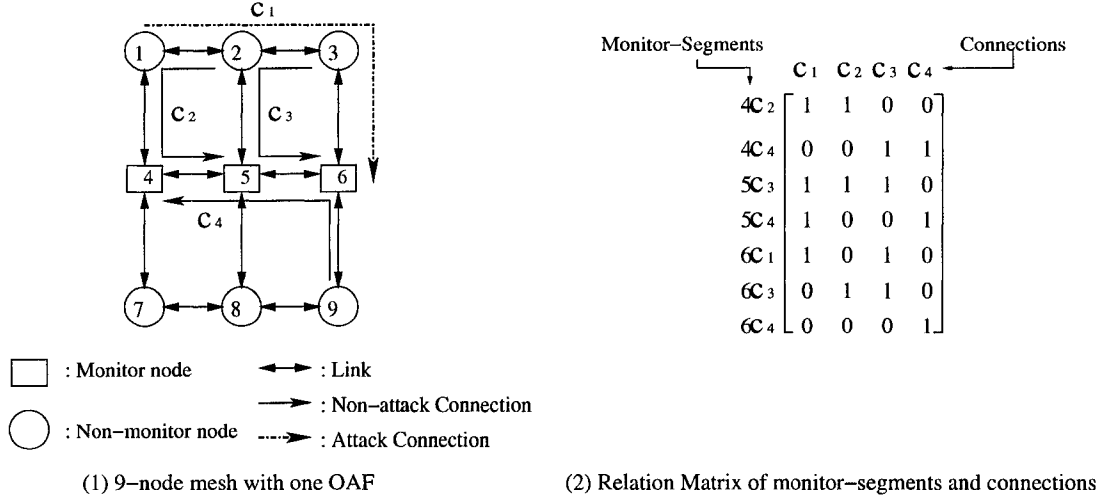 C1
1 2 3
C2 C3
4 5 6
C4
7 8 9
: Monitor node
: Link
: Non-attack Connection
: Non-monitor node
: Attack Connection
(1) 9-node mesh with one OAF
Monitor-Segments Connections
C1 C2 C3 C4
4C2 1 1 0 0
4C4 0 0 1 1
5C3 1 1 1 0
5C4 1 0 0 1
6C1 1 0 1 0
6C3 0 1 1 0
6C4 0 0 0 1
(2) Relation Matrix of monitor-segments and connections